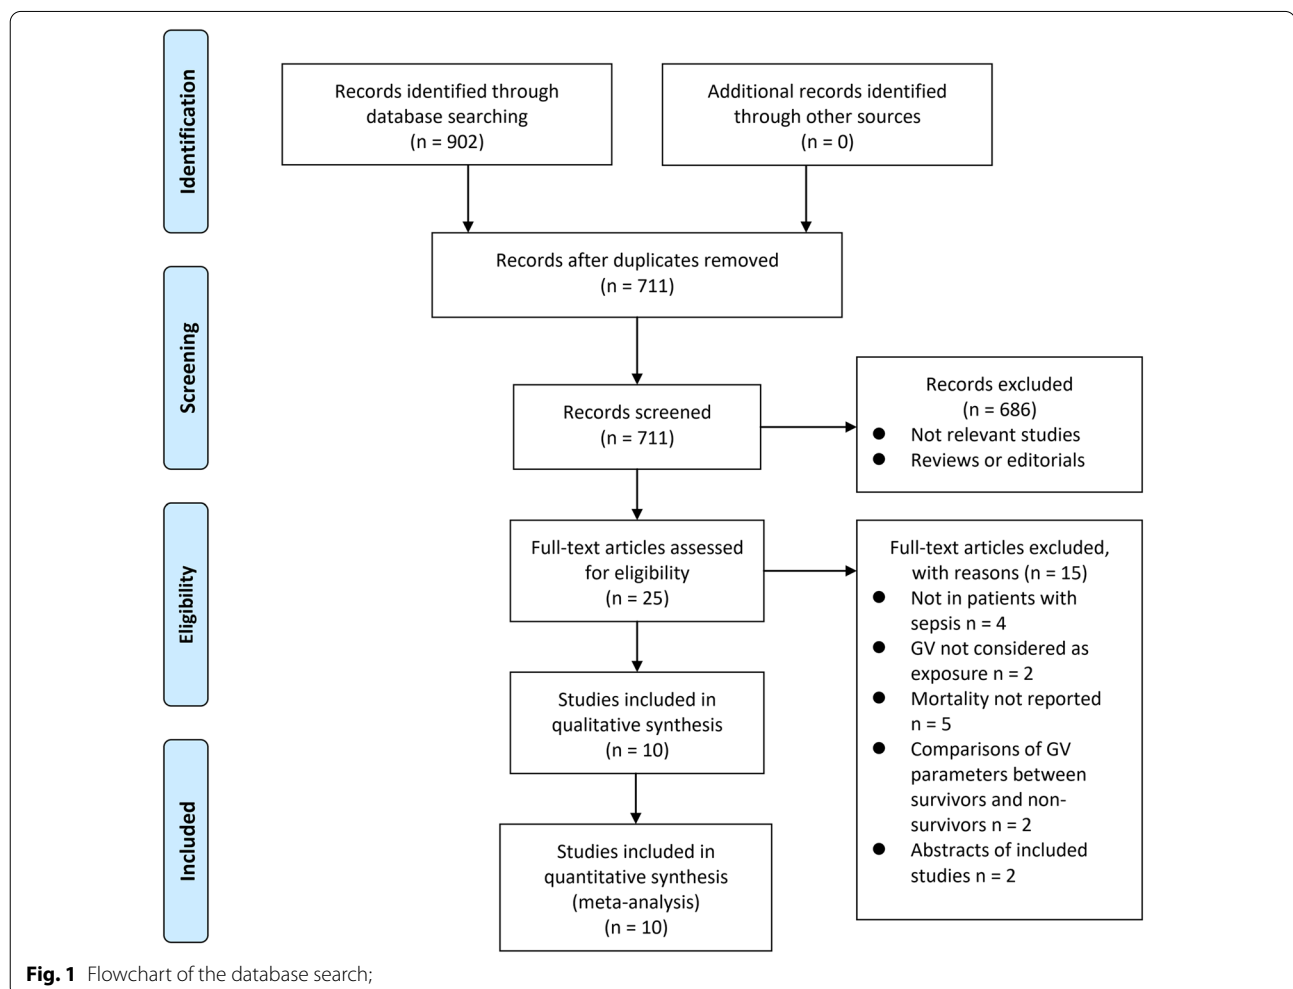 Identification
Records identified through
database searching
(n = 902)
Additional records identified
through other sources
(n = 0)
Records after duplicates removed
(n = 711)
Screening
Records screened
(n = 711)
Records excluded
(n = 686)
● Not relevant studies
● Reviews or editorials
Eligibility
Full-text articles assessed
for eligibility
(n = 25)
Full-text articles excluded,
with reasons (n = 15)
● Not in patients with
sepsis n = 4
● GV not considered as
exposure n = 2
● Mortality not reported
n = 5
● Comparisons of GV
parameters between
survivors and non-
survivors n = 2
● Abstracts of included
studies n = 2
Studies included in
qualitative synthesis
(n = 10)
Included
Studies included in
quantitative synthesis
(meta-analysis)
(n = 10)
Fig. 1 Flowchart of the database search;